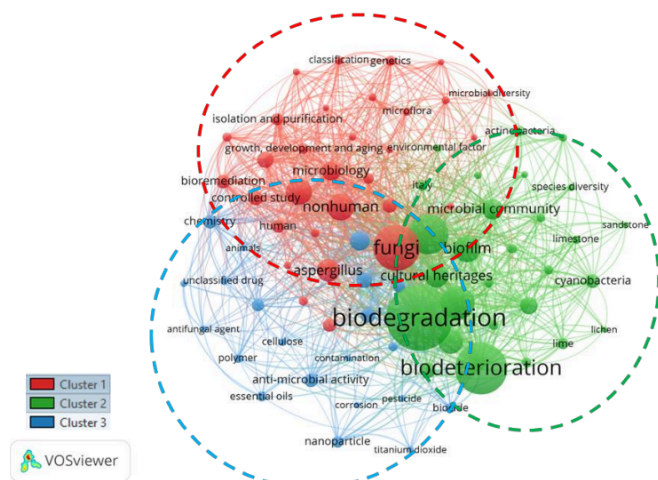 classification
genetics
microbial diversity
microflora
isolation and purification
actinobacteria
growth, development and aging
environmental factor
microbiology
bioremediation
italy
species diversity
controlled study
nonhuman
microbial community
chemistry
human
sandstone
fungi
biofilm
limestone
animals
aspergillus
cultural heritages
unclassified drug
cyanobacteria
biodegradation
antifungal agent
lichen
cellulose
lime
polymer
contamination
biodeterioration
anti-microbial activity
essential oils
pesticide
corrosion
biocide
nanoparticle
titanium dioxide
Cluster 1
Cluster 2
Cluster 3
VOSviewer